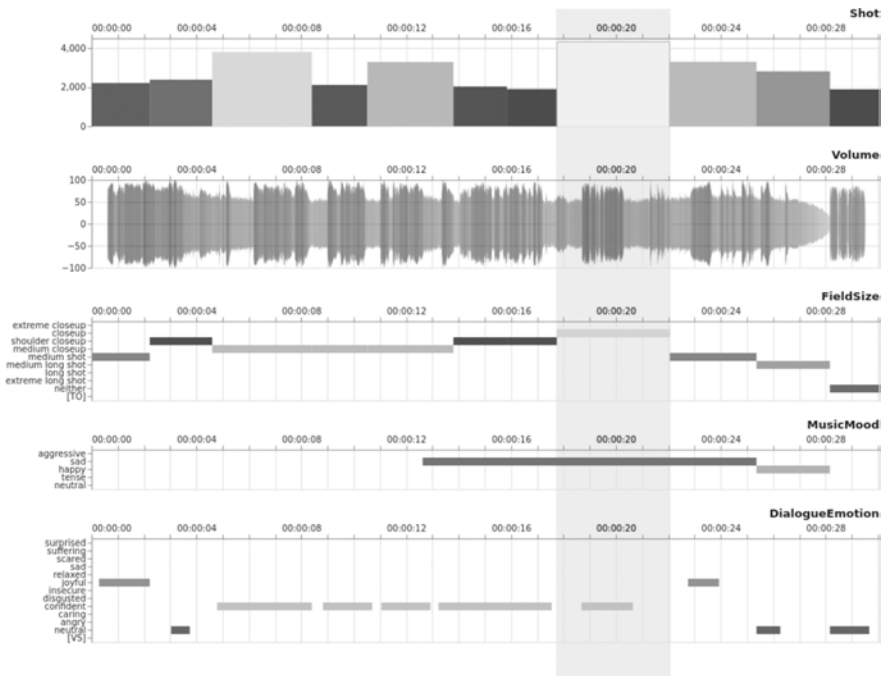 Shot
00:00:00 00:00:04 00:00:08 00:00:12 00:00:16 00:00:20 00:00:24 00:00:28
4,000
2,000
0
Volume
00:00:00 00:00:04 00:00:08 00:00:12 00:00:16 00:00:20 00:00:24 00:00:28
100
50
0
−50
−100
FieldSize
00:00:00 00:00:04 00:00:08 00:00:12 00:00:16 00:00:20 00:00:24 00:00:28
extreme closeup
closeup
shoulder closeup
medium closeup
medium shot
medium long shot
long shot
extreme long shot
neither
[TO]
MusicMood
00:00:00 00:00:04 00:00:08 00:00:12 00:00:16 00:00:20 00:00:24 00:00:28
aggressive
sad
happy
tense
neutral
DialogueEmotion
00:00:00 00:00:04 00:00:08 00:00:12 00:00:16 00:00:20 00:00:24 00:00:28
surprised
suffering
scared
sad
relaxed
joyful
insecure
disgusted
confident
caring
angry
neutral
[VS]